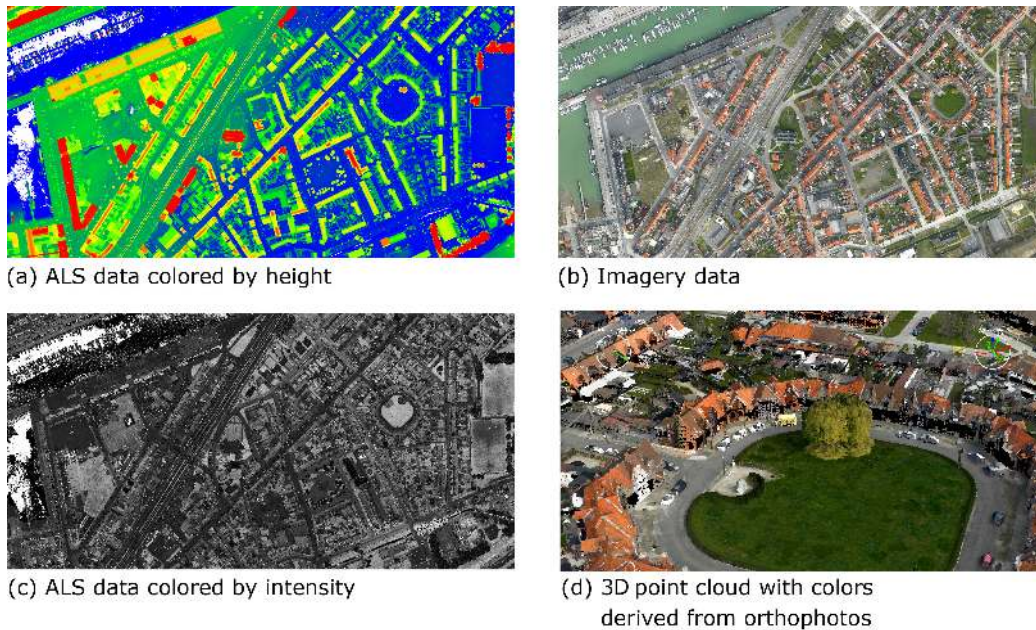 (a) ALS data colored by height
(b) Imagery data
(c) ALS data colored by intensity
(d) 3D point cloud with colors
derived from orthophotos